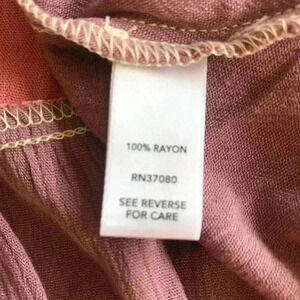 100% RAYON
RN37080
SEE REVERSE
FOR CARE